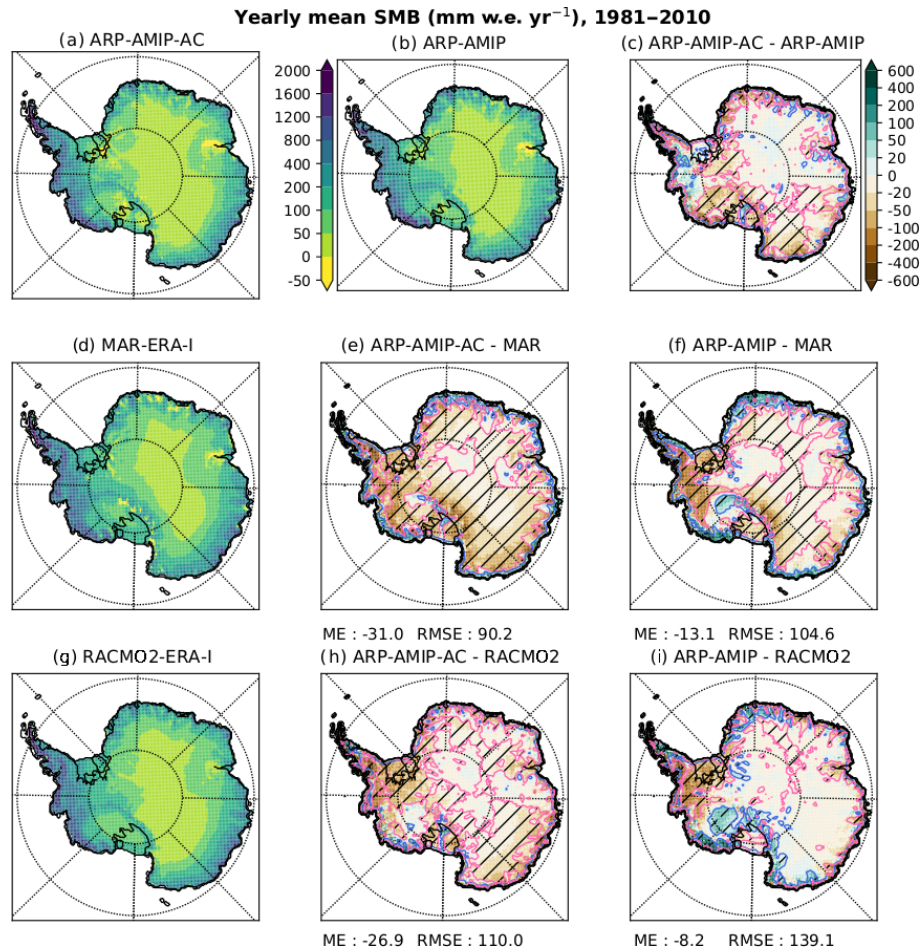 Yearly mean SMB (mm w.e. yr⁻¹), 1981–2010
(a) ARP-AMIP-AC
(b) ARP-AMIP
(c) ARP-AMIP-AC - ARP-AMIP
2000
1600
1200
800
400
200
100
50
0
-50
600
400
200
100
50
20
0
-20
-50
-100
-200
-400
-600
(d) MAR-ERA-I
(e) ARP-AMIP-AC - MAR
(f) ARP-AMIP - MAR
ME : -31.0 RMSE : 90.2
ME : -13.1 RMSE : 104.6
(g) RACMO2-ERA-I
(h) ARP-AMIP-AC - RACMO2
(i) ARP-AMIP - RACMO2
ME : -26.9 RMSE : 110.0
ME : -8.2 RMSE : 139.1